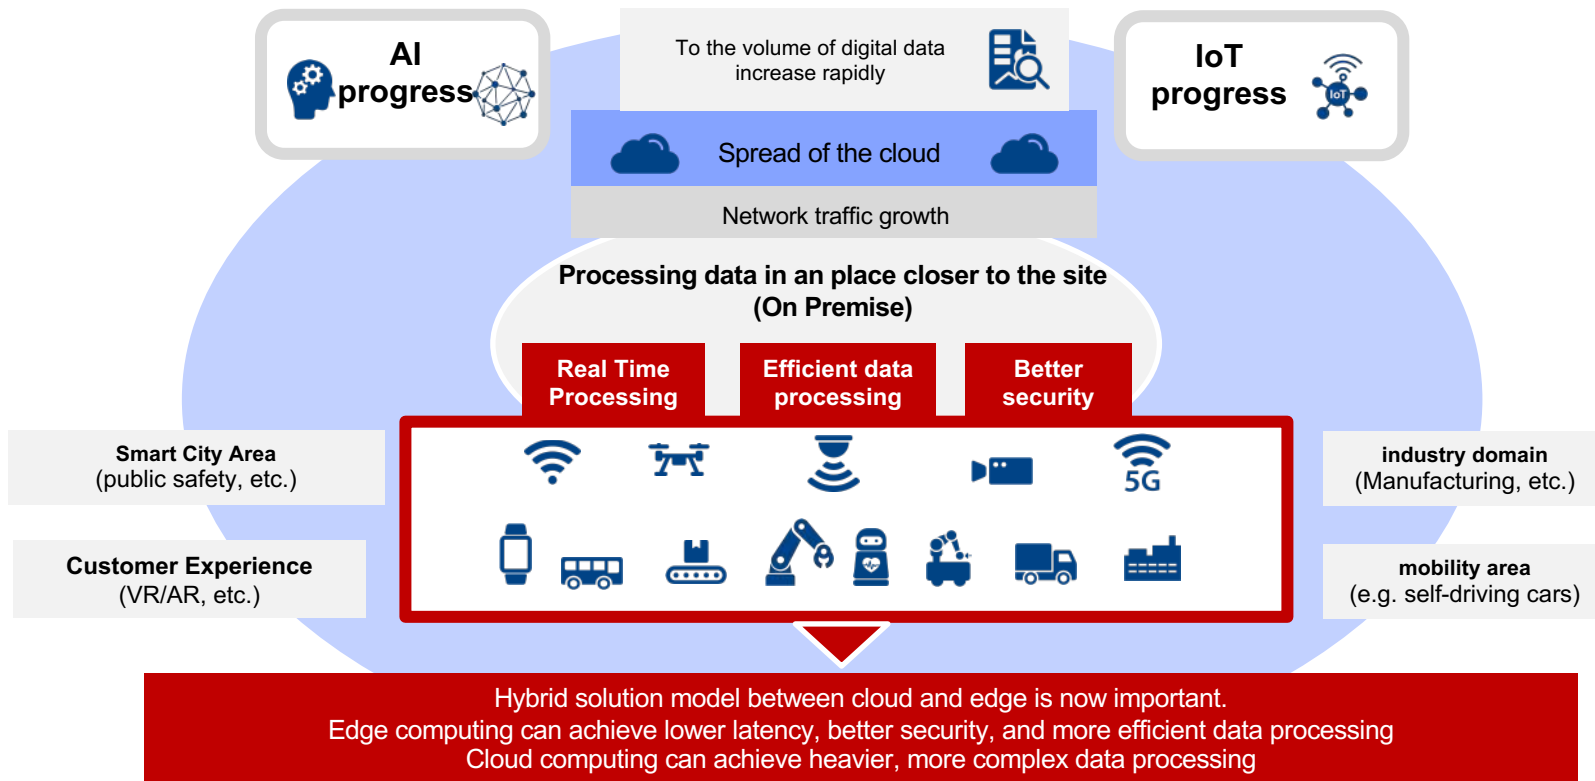 AI
progress
To the volume of digital data
increase rapidly
IoT
progress
IoT
Spread of the cloud
Network traffic growth
Processing data in an place closer to the site
(On Premise)
Real Time
Processing
Efficient data
processing
Better
security
Smart City Area
(public safety, etc.)
5G
industry domain
(Manufacturing, etc.)
Customer Experience
(VR/AR, etc.)
mobility area
(e.g. self-driving cars)
Hybrid solution model between cloud and edge is now important.
Edge computing can achieve lower latency, better security, and more efficient data processing
Cloud computing can achieve heavier, more complex data processing